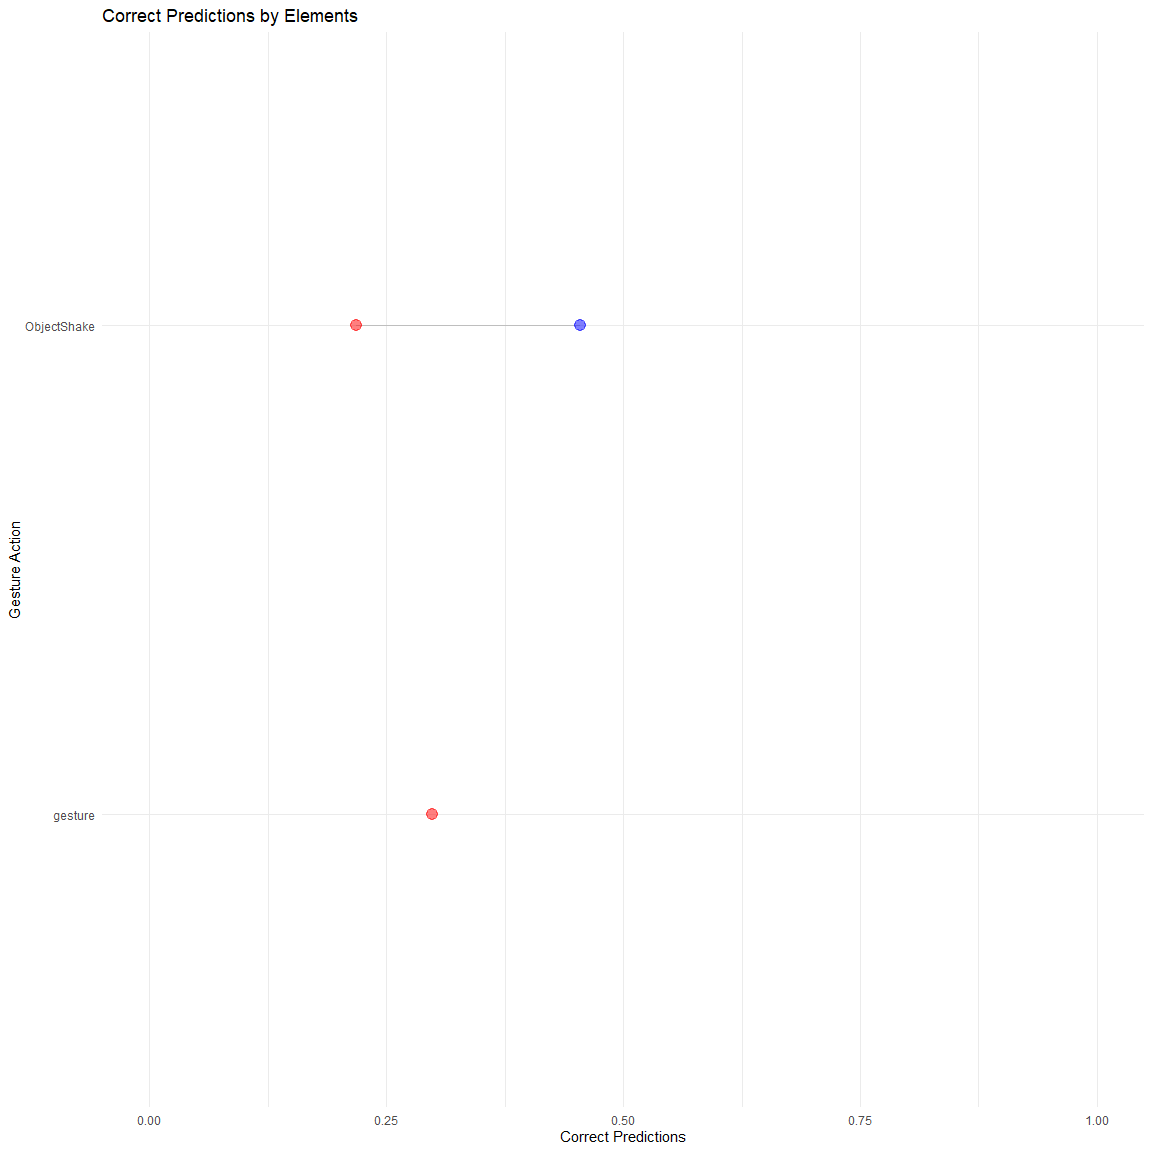 Correct Predictions by Elements
Gesture Action
ObjectShake
gesture
0.00 0.25 0.50 0.75 1.00
Correct Predictions